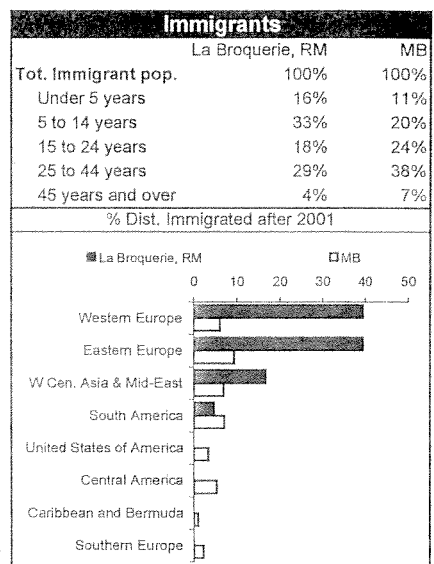 Immigrants
La Broquerie, RM MB
Tot. Immigrant pop. 100% 100%
Under 5 years 16% 11%
5 to 14 years 33% 20%
15 to 24 years 18% 24%
25 to 44 years 29% 38%
45 years and over 4% 7%
% Dist. Immigrated after 2001
La Broquerie, RM MB
0 10 20 30 40 50
Western Europe
Eastern Europe
W Cen. Asia & Mid-East
South America
United States of America
Central America
Caribbean and Bermuda
Southern Europe